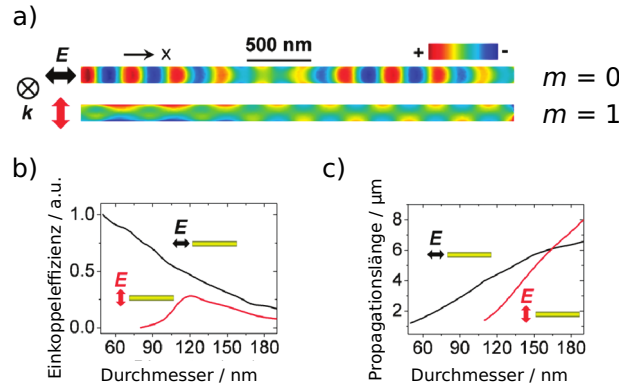 a)
E
x
500 nm
+ -
m = 0
k
m = 1
b)
Einkoppeleffizienz / a.u.
1.0
0.5
0.0
E
E
60 90 120 150 180
Durchmesser / nm
c)
Propagationslänge / µm
8
6
4
2
E
E
60 90 120 150 180
Durchmesser / nm